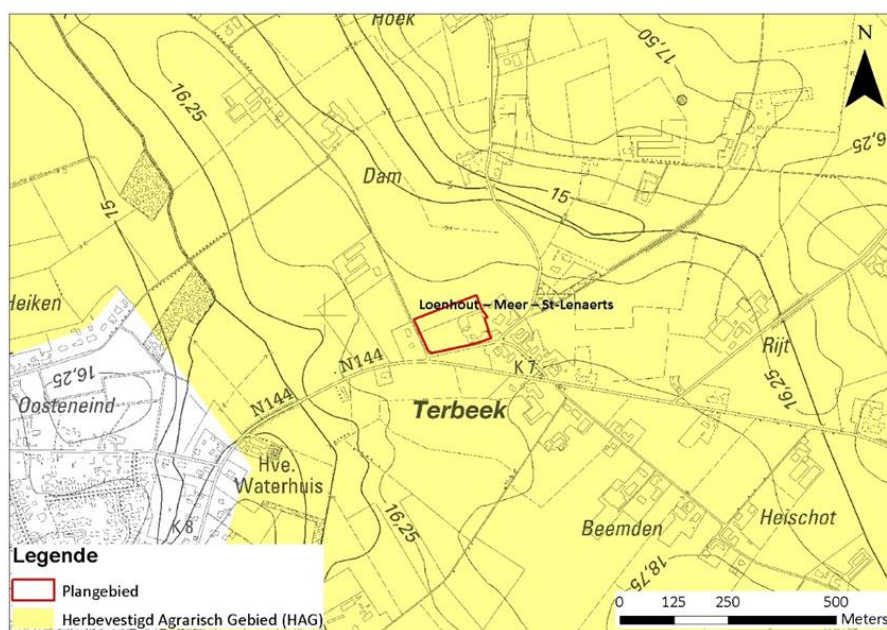 Hoek
17,50
N
16,25
6,25
Dam
15
15
Heiken
Loenhout – Meer – St-Lenaerts
Rijt
16,25
N144
K 7
16,25
Oosteneind
N144
Terbeek
Hve.
Waterhuis
16,25
K 8
Beemden
Heischot
18,75
Legende
Plangebied
Herbevestigd Agrarisch Gebied (HAG)
0 125 250 500
Meters